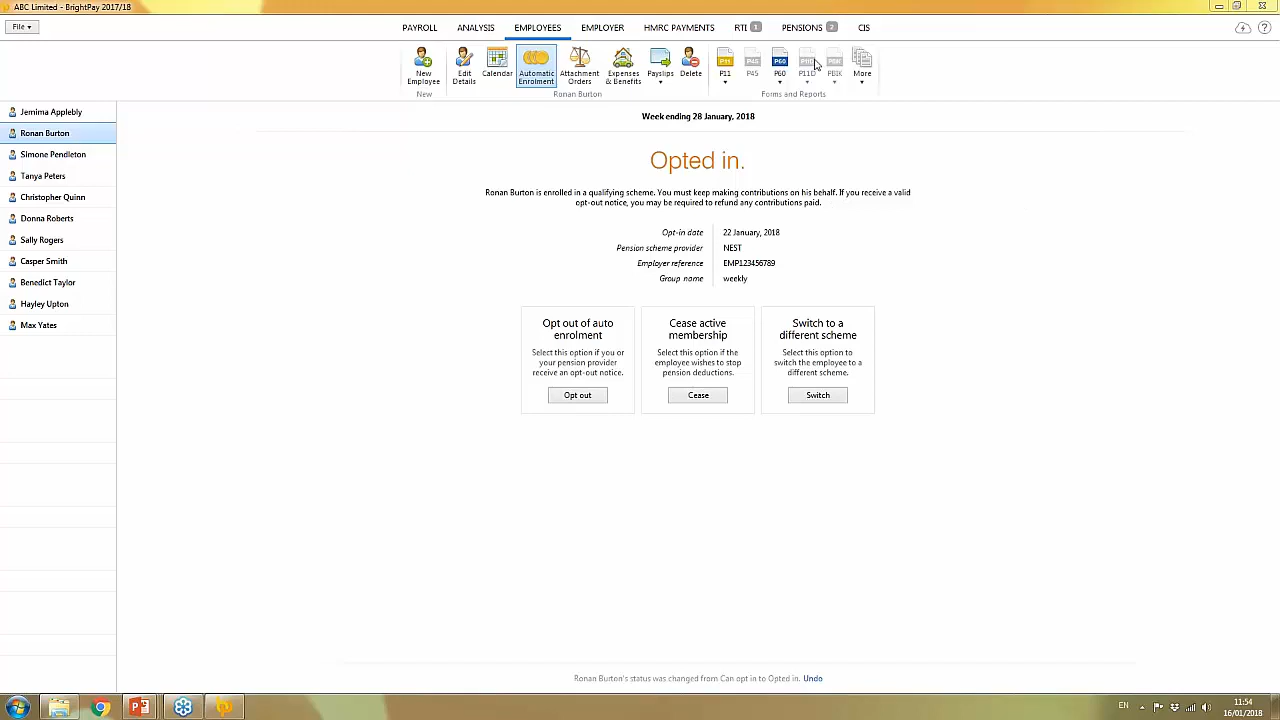 ABC Limited - BrightPay 2017/18
File
PAYROLL ANALYSIS EMPLOYEES EMPLOYER HMRC PAYMENTS RTI 1 PENSIONS 2 CIS
New Employee
Edit Details
Calendar
Automatic Enrolment
Attachment Orders
Expenses & Benefits
Payslips
Delete
P11
P45
P60
P11D
PBIK
More
New
Ronan Burton
Forms and Reports
Jemima Applebly
Ronan Burton
Simone Pendleton
Tanya Peters
Christopher Quinn
Donna Roberts
Sally Rogers
Casper Smith
Benedict Taylor
Hayley Upton
Max Yates
Week ending 28 January, 2018
Opted in.
Ronan Burton is enrolled in a qualifying scheme. You must keep making contributions on his behalf. If you receive a valid
opt-out notice, you may be required to refund any contributions paid.
Opt-in date 22 January, 2018
Pension scheme provider NEST
Employer reference EMP123456789
Group name weekly
Opt out of auto
enrolment
Select this option if you or
your pension provider
receive an opt-out notice.
Opt out
Cease active
membership
Select this option if the
employee wishes to stop
pension deductions.
Cease
Switch to a
different scheme
Select this option to
switch the employee to a
different scheme.
Switch
Ronan Burton's status was changed from Can opt in to Opted in. Undo
EN
11:54
16/01/2018